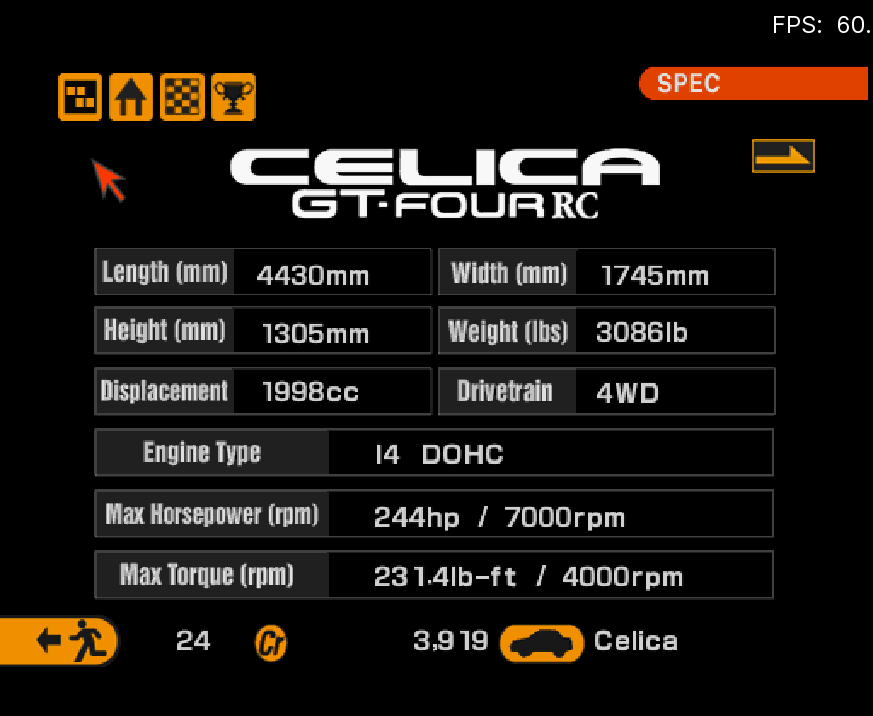 FPS: 60.
SPEC
CELICA
GT-FOUR RC
Length (mm) 4430mm Width (mm) 1745mm
Height (mm) 1305mm Weight (lbs) 3086lb
Displacement 1998cc Drivetrain 4WD
Engine Type I4 DOHC
Max Horsepower (rpm) 244hp / 7000rpm
Max Torque (rpm) 231.4lb-ft / 4000rpm
24 Cr 3,919 Celica